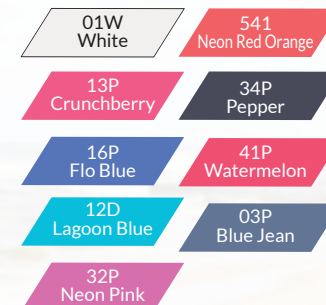 01W
White
541
Neon Red Orange
13P
Crunchberry
34P
Pepper
16P
Flo Blue
41P
Watermelon
12D
Lagoon Blue
03P
Blue Jean
32P
Neon Pink